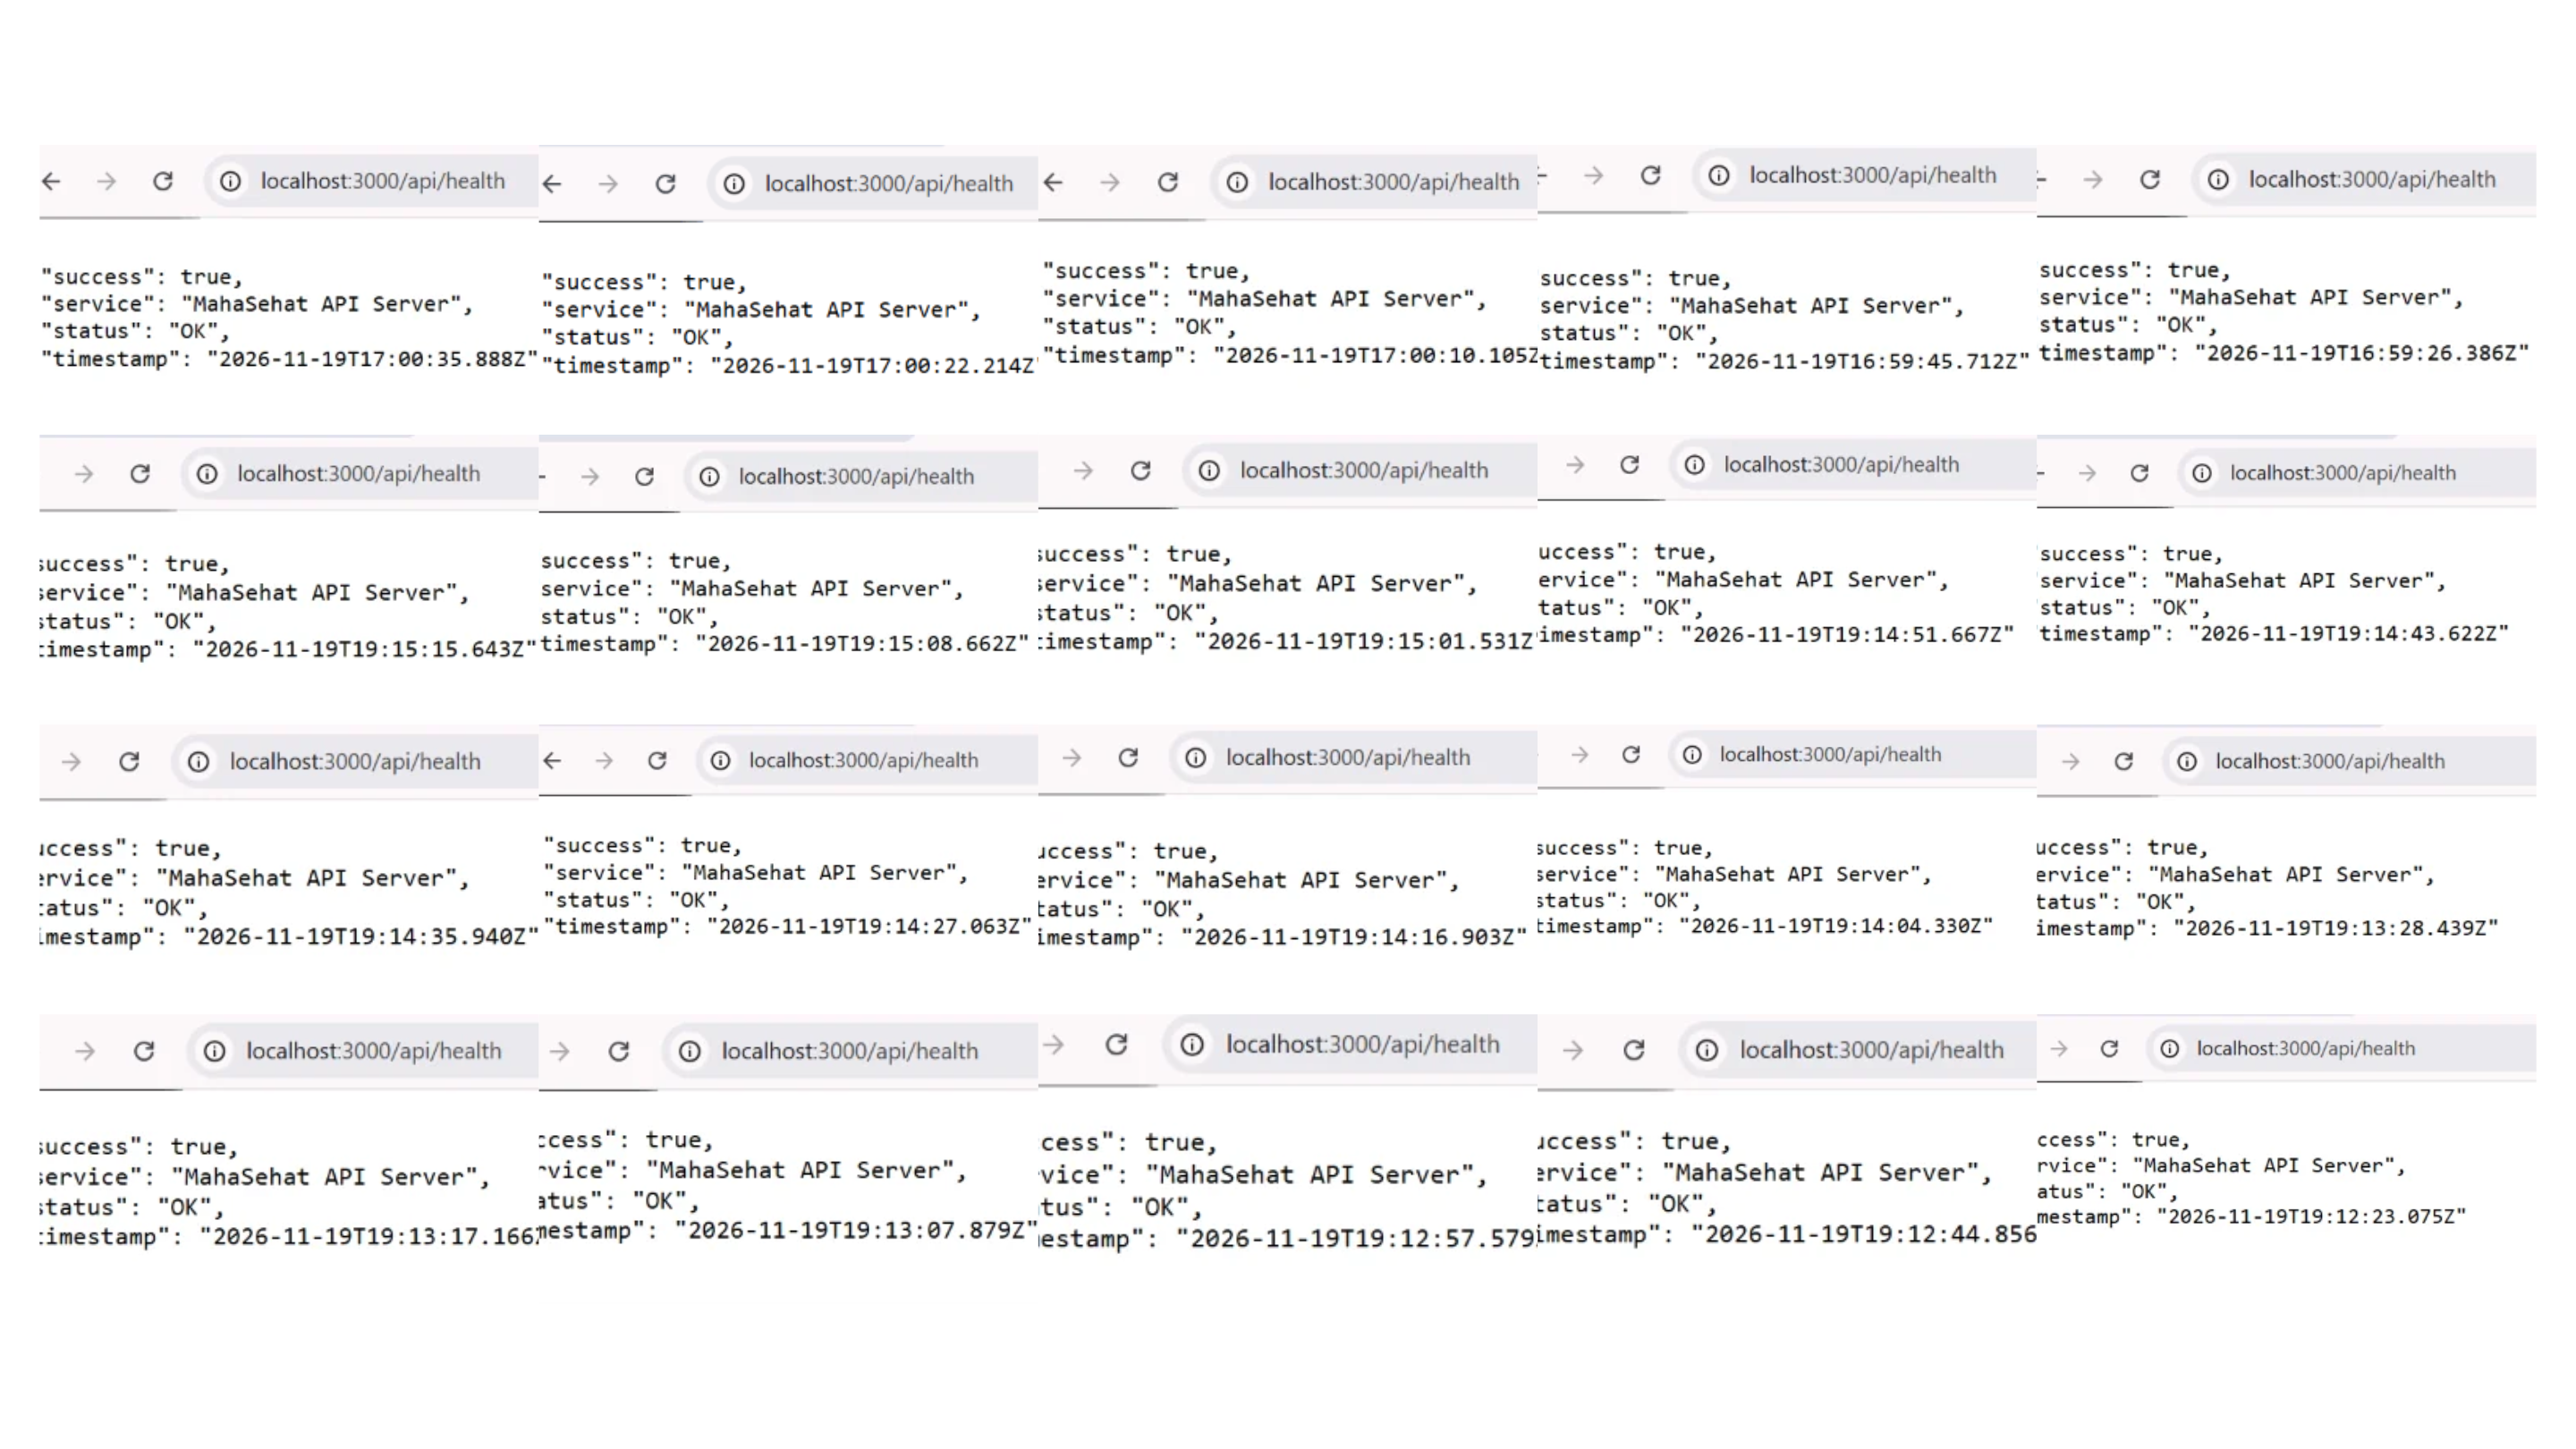 localhost:3000/api/health
"success": true,
"service": "MahaSehat API Server",
"status": "OK",
"timestamp": "2026-11-19T17:00:35.888Z"
localhost:3000/api/health
"success": true,
"service": "MahaSehat API Server",
"status": "OK",
"timestamp": "2026-11-19T17:00:22.214Z
localhost:3000/api/health
"success": true,
"service": "MahaSehat API Server",
"status": "OK",
"timestamp": "2026-11-19T17:00:10.105Z
localhost:3000/api/health
success": true,
service": "MahaSehat API Server",
status": "OK",
timestamp": "2026-11-19T16:59:45.712Z"
localhost:3000/api/health
success": true,
service": "MahaSehat API Server",
status": "OK",
timestamp": "2026-11-19T16:59:26.386Z"
localhost:3000/api/health
success": true,
service": "MahaSehat API Server",
status": "OK",
timestamp": "2026-11-19T19:15:15.643Z"
localhost:3000/api/health
success": true,
service": "MahaSehat API Server",
status": "OK",
timestamp": "2026-11-19T19:15:08.662Z"
localhost:3000/api/health
success": true,
service": "MahaSehat API Server",
status": "OK",
timestamp": "2026-11-19T19:15:01.531Z
localhost:3000/api/health
uccess": true,
ervice": "MahaSehat API Server",
tatus": "OK",
imestamp": "2026-11-19T19:14:51.667Z"
localhost:3000/api/health
success": true,
service": "MahaSehat API Server",
status": "OK",
timestamp": "2026-11-19T19:14:43.622Z"
localhost:3000/api/health
uccess": true,
ervice": "MahaSehat API Server",
tatus": "OK",
imestamp": "2026-11-19T19:14:35.940Z"
localhost:3000/api/health
"success": true,
"service": "MahaSehat API Server",
"status": "OK",
"timestamp": "2026-11-19T19:14:27.063Z"
localhost:3000/api/health
uccess": true,
ervice": "MahaSehat API Server",
tatus": "OK",
imestamp": "2026-11-19T19:14:16.903Z"
localhost:3000/api/health
success": true,
service": "MahaSehat API Server",
status": "OK",
timestamp": "2026-11-19T19:14:04.330Z"
localhost:3000/api/health
uccess": true,
ervice": "MahaSehat API Server",
tatus": "OK",
imestamp": "2026-11-19T19:13:28.439Z"
localhost:3000/api/health
success": true,
service": "MahaSehat API Server",
status": "OK",
timestamp": "2026-11-19T19:13:17.166Z
localhost:3000/api/health
ccess": true,
rvice": "MahaSehat API Server",
atus": "OK",
mestamp": "2026-11-19T19:13:07.879Z"
localhost:3000/api/health
cess": true,
vice": "MahaSehat API Server",
tus": "OK",
estamp": "2026-11-19T19:12:57.579
localhost:3000/api/health
uccess": true,
ervice": "MahaSehat API Server",
tatus": "OK",
imestamp": "2026-11-19T19:12:44.856
localhost:3000/api/health
ccess": true,
rvice": "MahaSehat API Server",
atus": "OK",
mestamp": "2026-11-19T19:12:23.075Z"